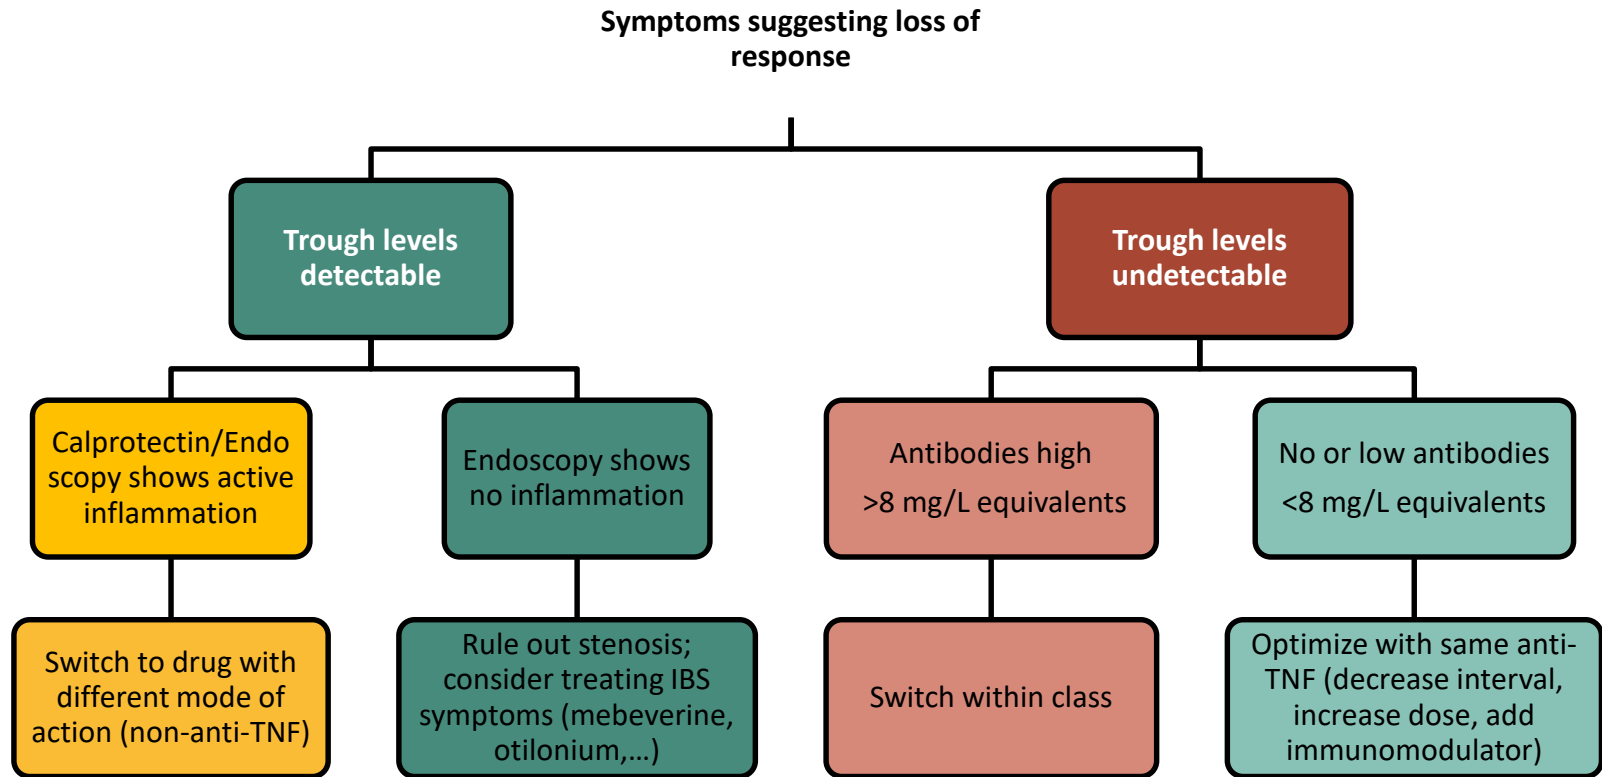 Symptoms suggesting loss of
response
Trough levels
detectable
Trough levels
undetectable
Calprotectin/Endo
scopy shows active
inflammation
Endoscopy shows
no inflammation
Antibodies high
>8 mg/L equivalents
No or low antibodies
<8 mg/L equivalents
Switch to drug with
different mode of
action (non-anti-TNF)
Rule out stenosis;
consider treating IBS
symptoms (mebeverine,
otilonium,...)
Switch within class
Optimize with same anti-
TNF (decrease interval,
increase dose, add
immunomodulator)